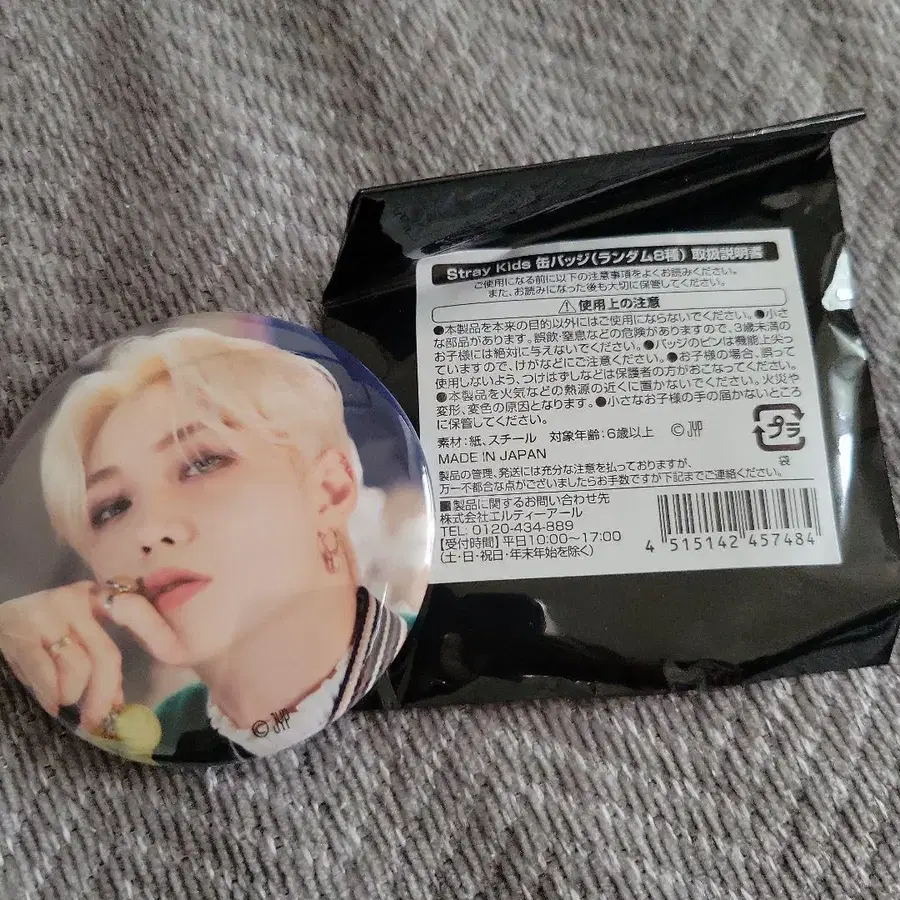 Stray Kids 缶バッジ(ランダム8種) 取扱説明書
ご使用になる前に以下の注意事項をよくお読みください。
また、お読みになった後も大切に保管してください。
⚠使用上の注意
●本製品を本来の目的以外にはご使用にならないでください。●小さ
な部品があります。誤飲・窒息などの危険がありますので、3歳未満の
お子様には絶対に与えないでください。●バッジのピンは機能上尖っ
ていますので、けがなどにご注意ください。●お子様の場合、誤って
使用しないよう、つけはずしなどは保護者の方がおこなってください。
●本製品を火気などの熱源の近くに置かないでください。火災や
変形、変色の原因となります。●小さなお子様の手の届かないところ
に保管してください。
素材:紙、スチール 対象年齢:6歳以上 ©JYP
MADE IN JAPAN
プラ
袋
製品の管理、発送には充分な注意を払っておりますが、
万一不都合な点がございましたらお手数ですが下記までご連絡ください。
■製品に関するお問い合わせ先
株式会社エルティーアール
TEL 0120-434-889
【受付時間】平日10:00~17:00
(土・日・祝日・年末年始を除く)
4 515142 457484
©JYP